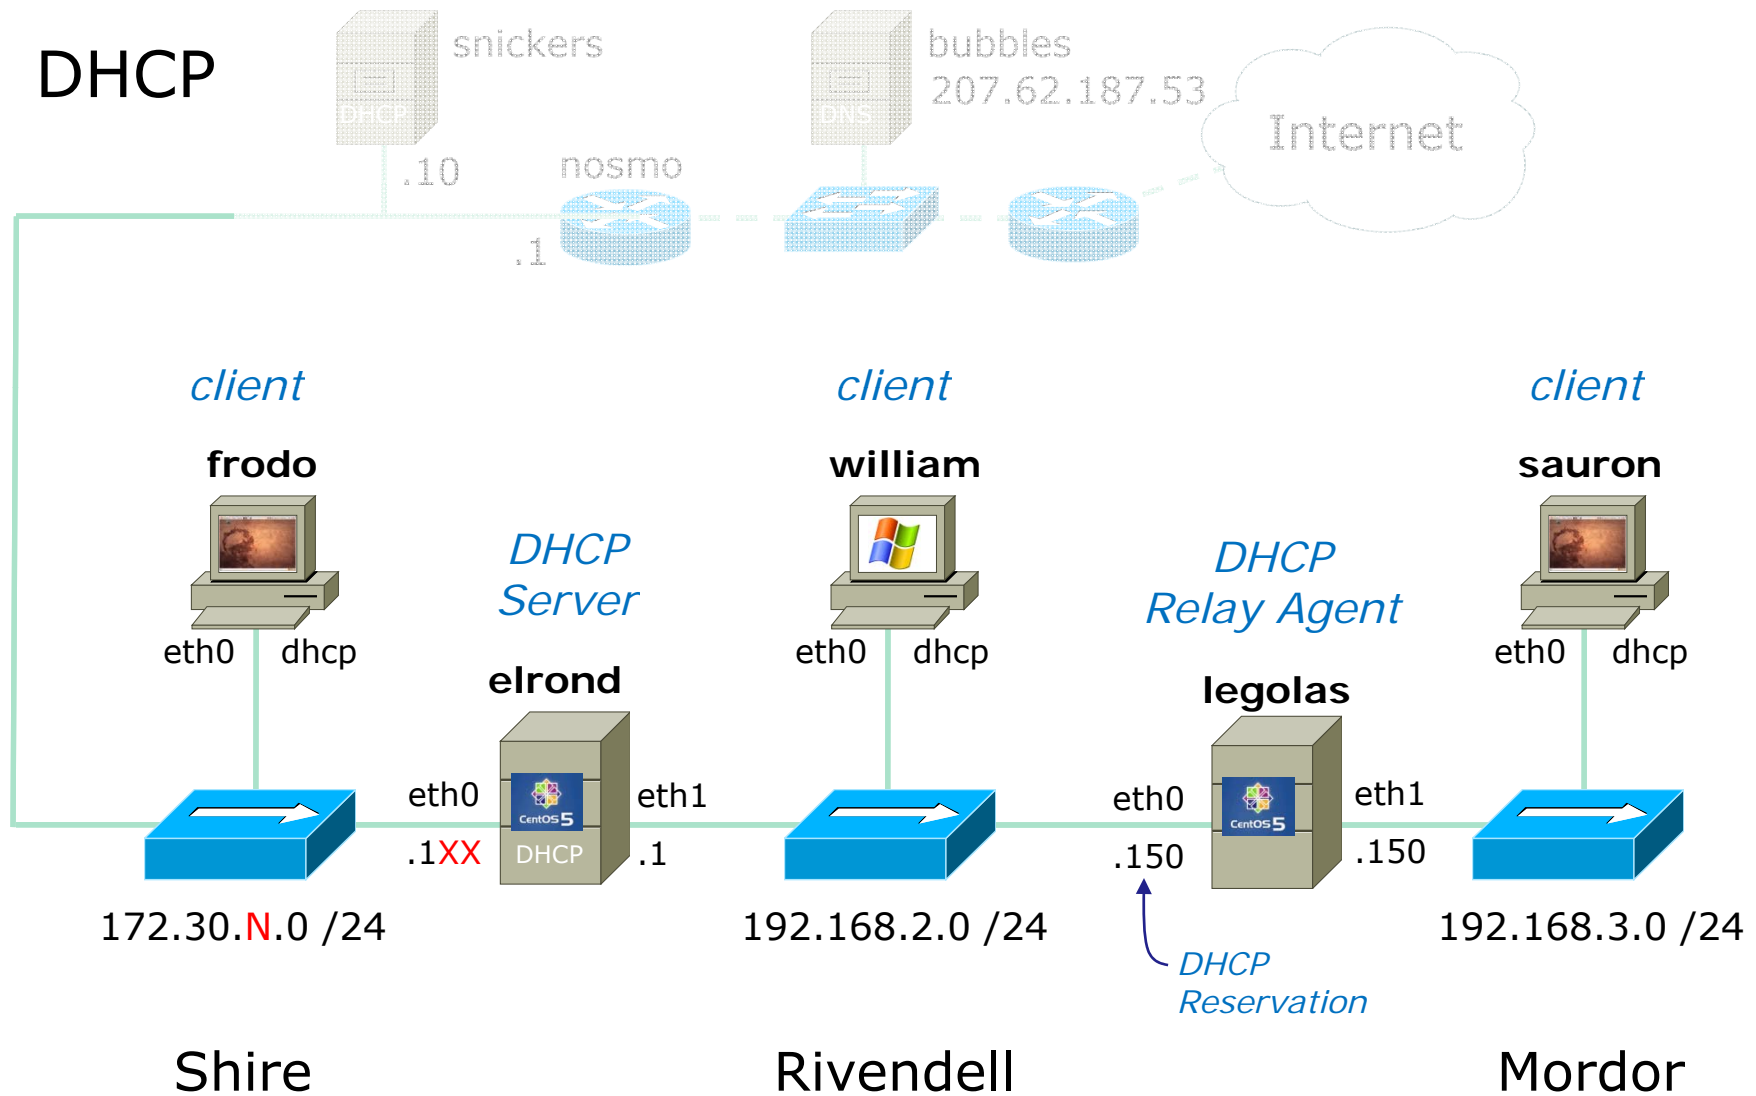 DHCP
snickers
DHCP
.10
nosmo
.1
bubbles
207.62.187.53
DNS
Internet
client
client
client
frodo
william
sauron
DHCP
Server
DHCP
Relay Agent
eth0 dhcp
eth0 dhcp
eth0 dhcp
elrond
legolas
eth0
CentOS 5
eth1
.1XX
DHCP
.1
eth0
CentOS 5
eth1
.150
.150
172.30.N.0 /24
192.168.2.0 /24
192.168.3.0 /24
DHCP
Reservation
Shire
Rivendell
Mordor